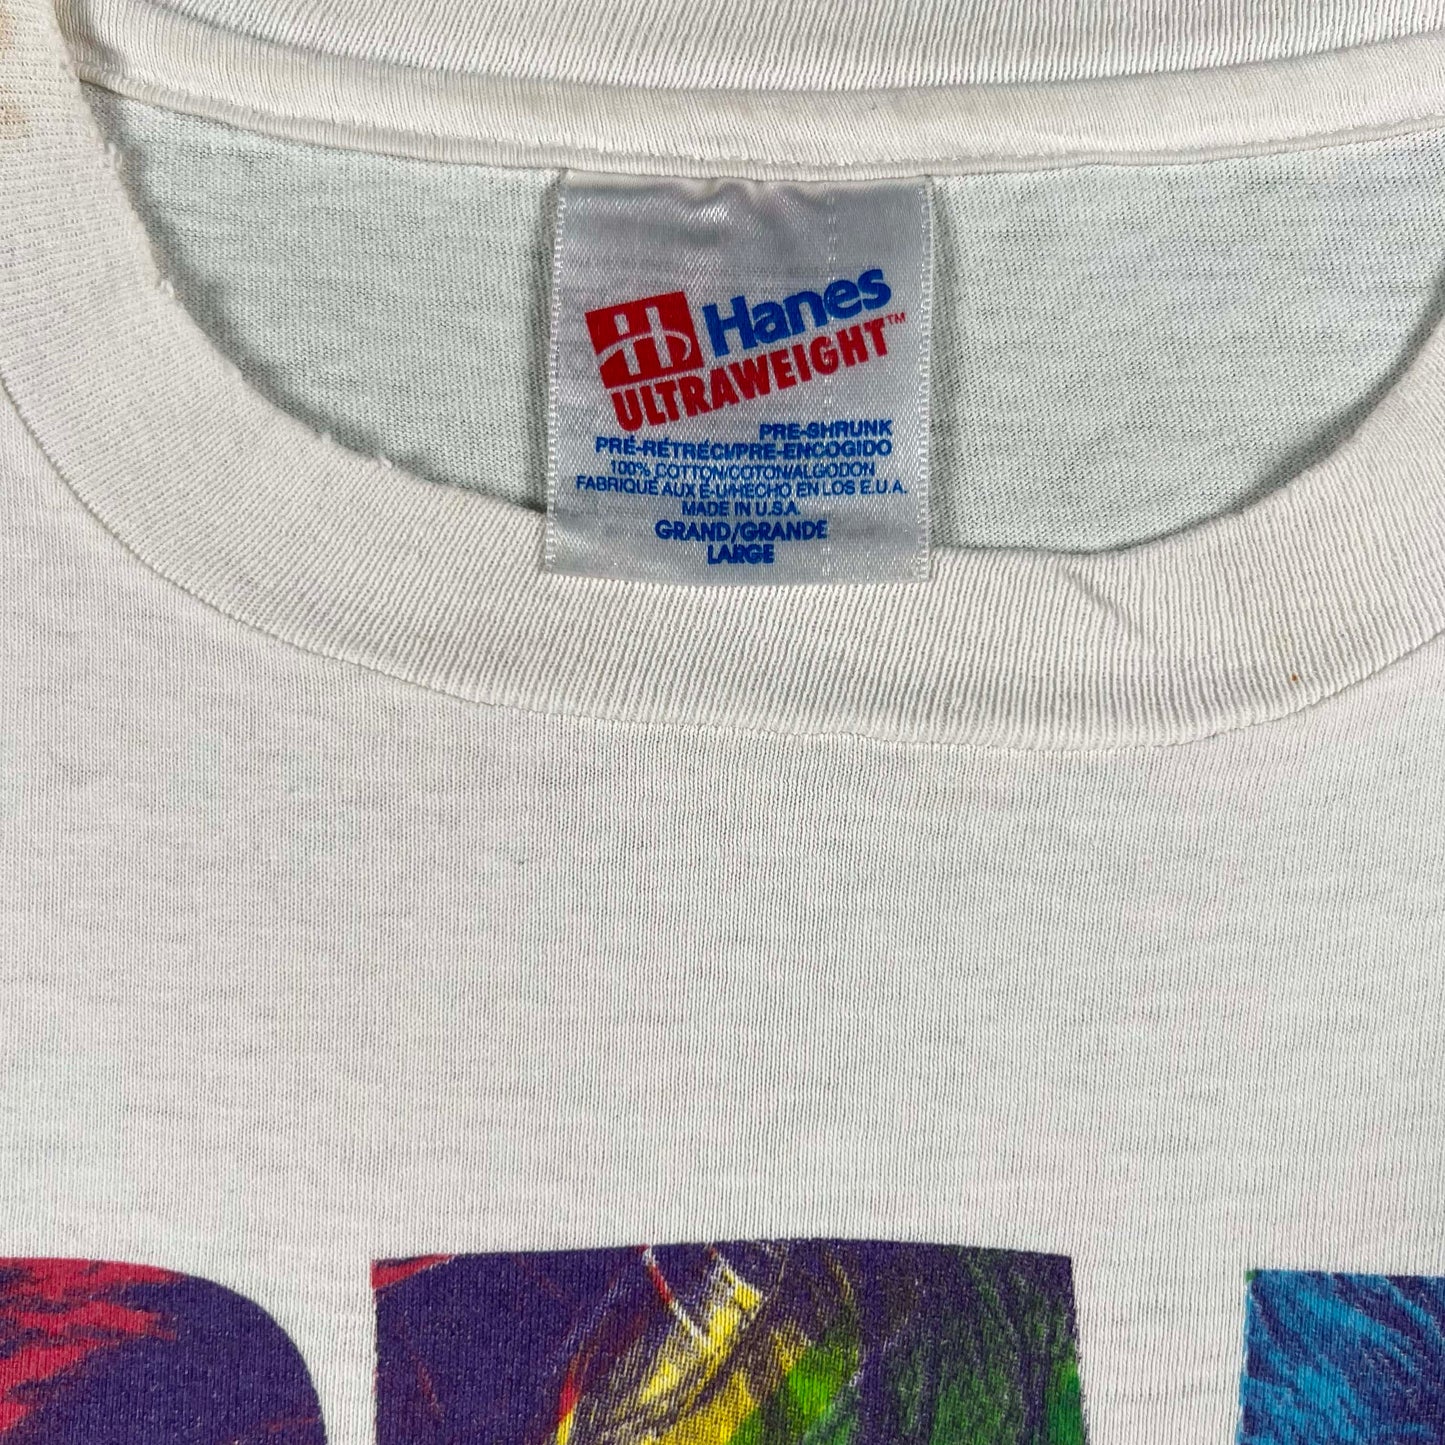 Hanes
ULTRAWEIGHT™
PRE-SHRUNK
PRÉ-RÉTRÉCI/PRE-ENCOGIDO
100% COTTON/COTON/ALGODON
FABRIQUE AUX É-U/HECHO EN LOS E.U.A.
MADE IN U.S.A.
GRAND/GRANDE
LARGE